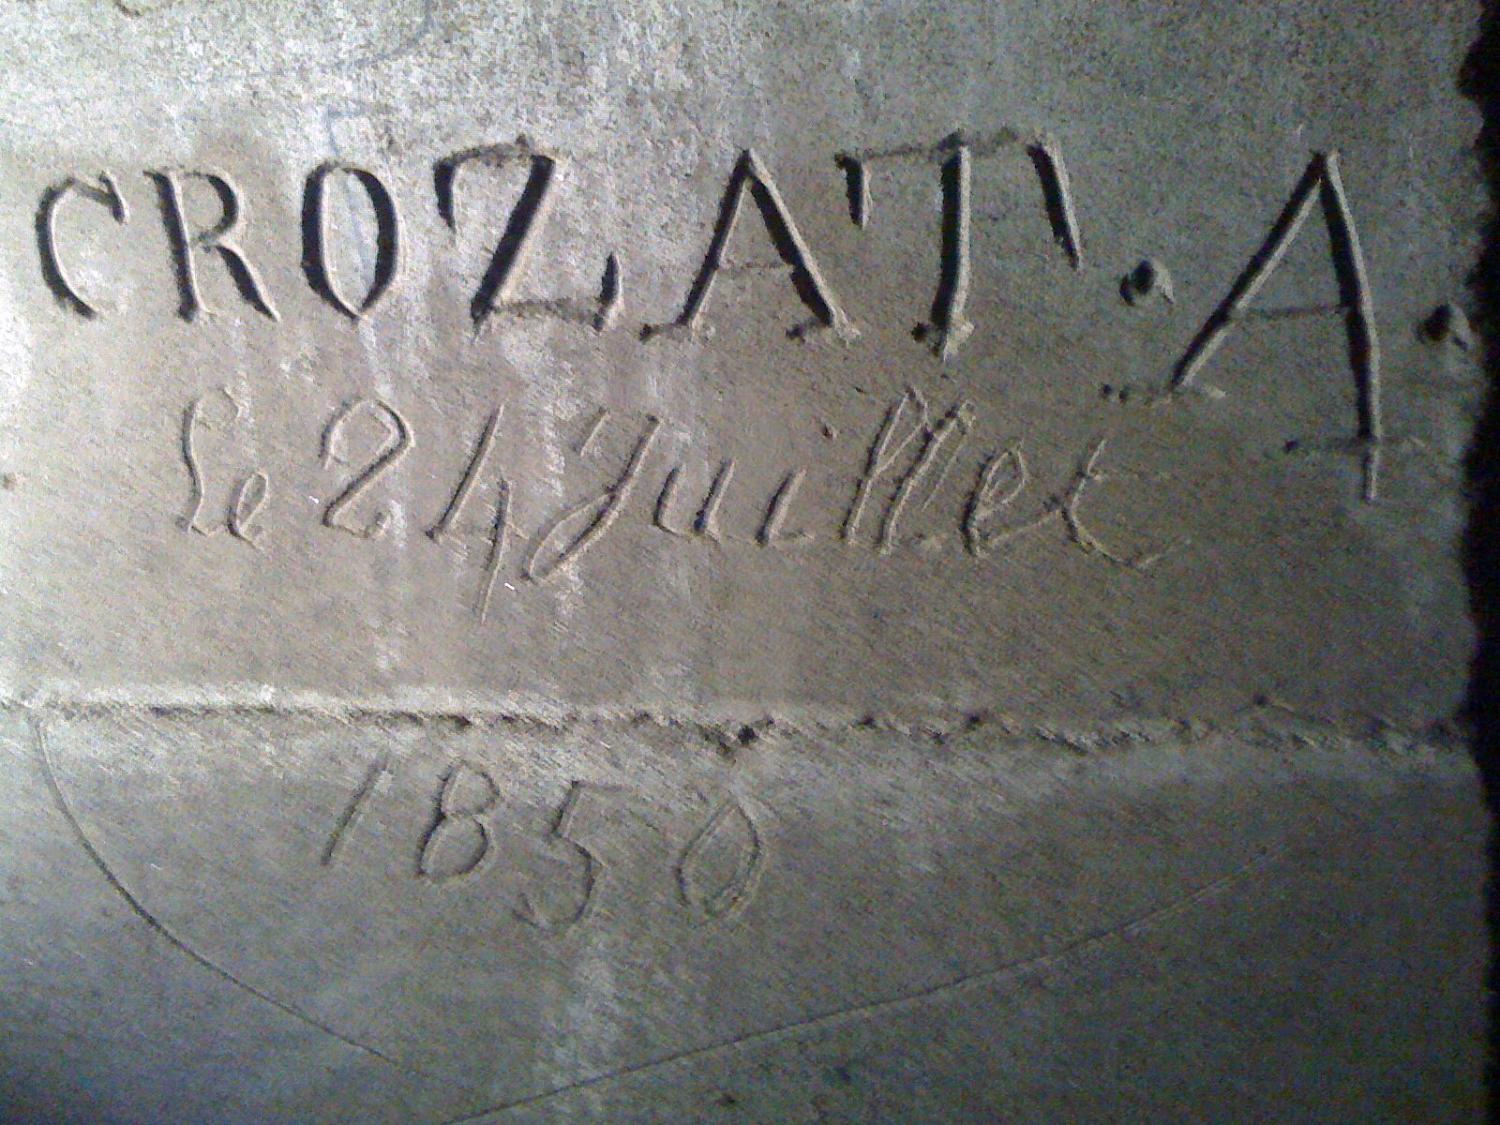 CROZAT. A.
le 24 Juillet
1850